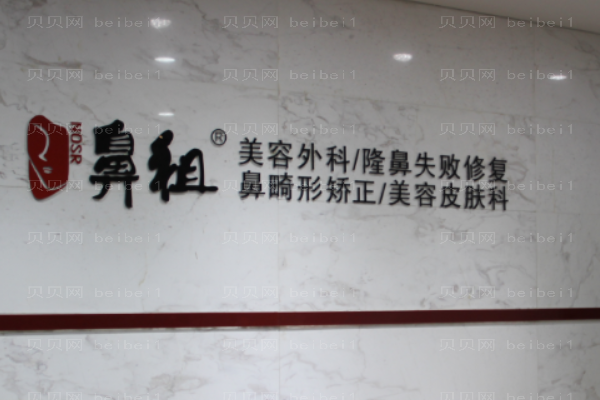 NOSR
鼻祖®
美容外科/隆鼻失败修复
鼻畸形矫正/美容皮肤科
贝贝网 beibei1